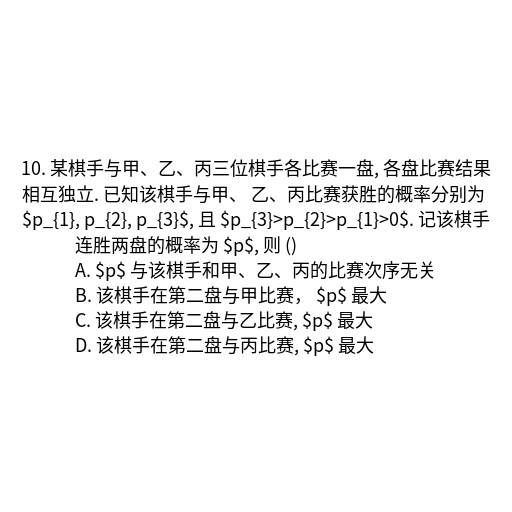 10. 某棋手与甲、乙、丙三位棋手各比赛一盘, 各盘比赛结果
相互独立. 已知该棋手与甲、 乙、丙比赛获胜的概率分别为
$p_{1}, p_{2}, p_{3}$, 且 $p_{3}>p_{2}>p_{1}>0$. 记该棋手
连胜两盘的概率为 $p$, 则 ()
A. $p$ 与该棋手和甲、乙、丙的比赛次序无关
B. 该棋手在第二盘与甲比赛， $p$ 最大
C. 该棋手在第二盘与乙比赛, $p$ 最大
D. 该棋手在第二盘与丙比赛, $p$ 最大